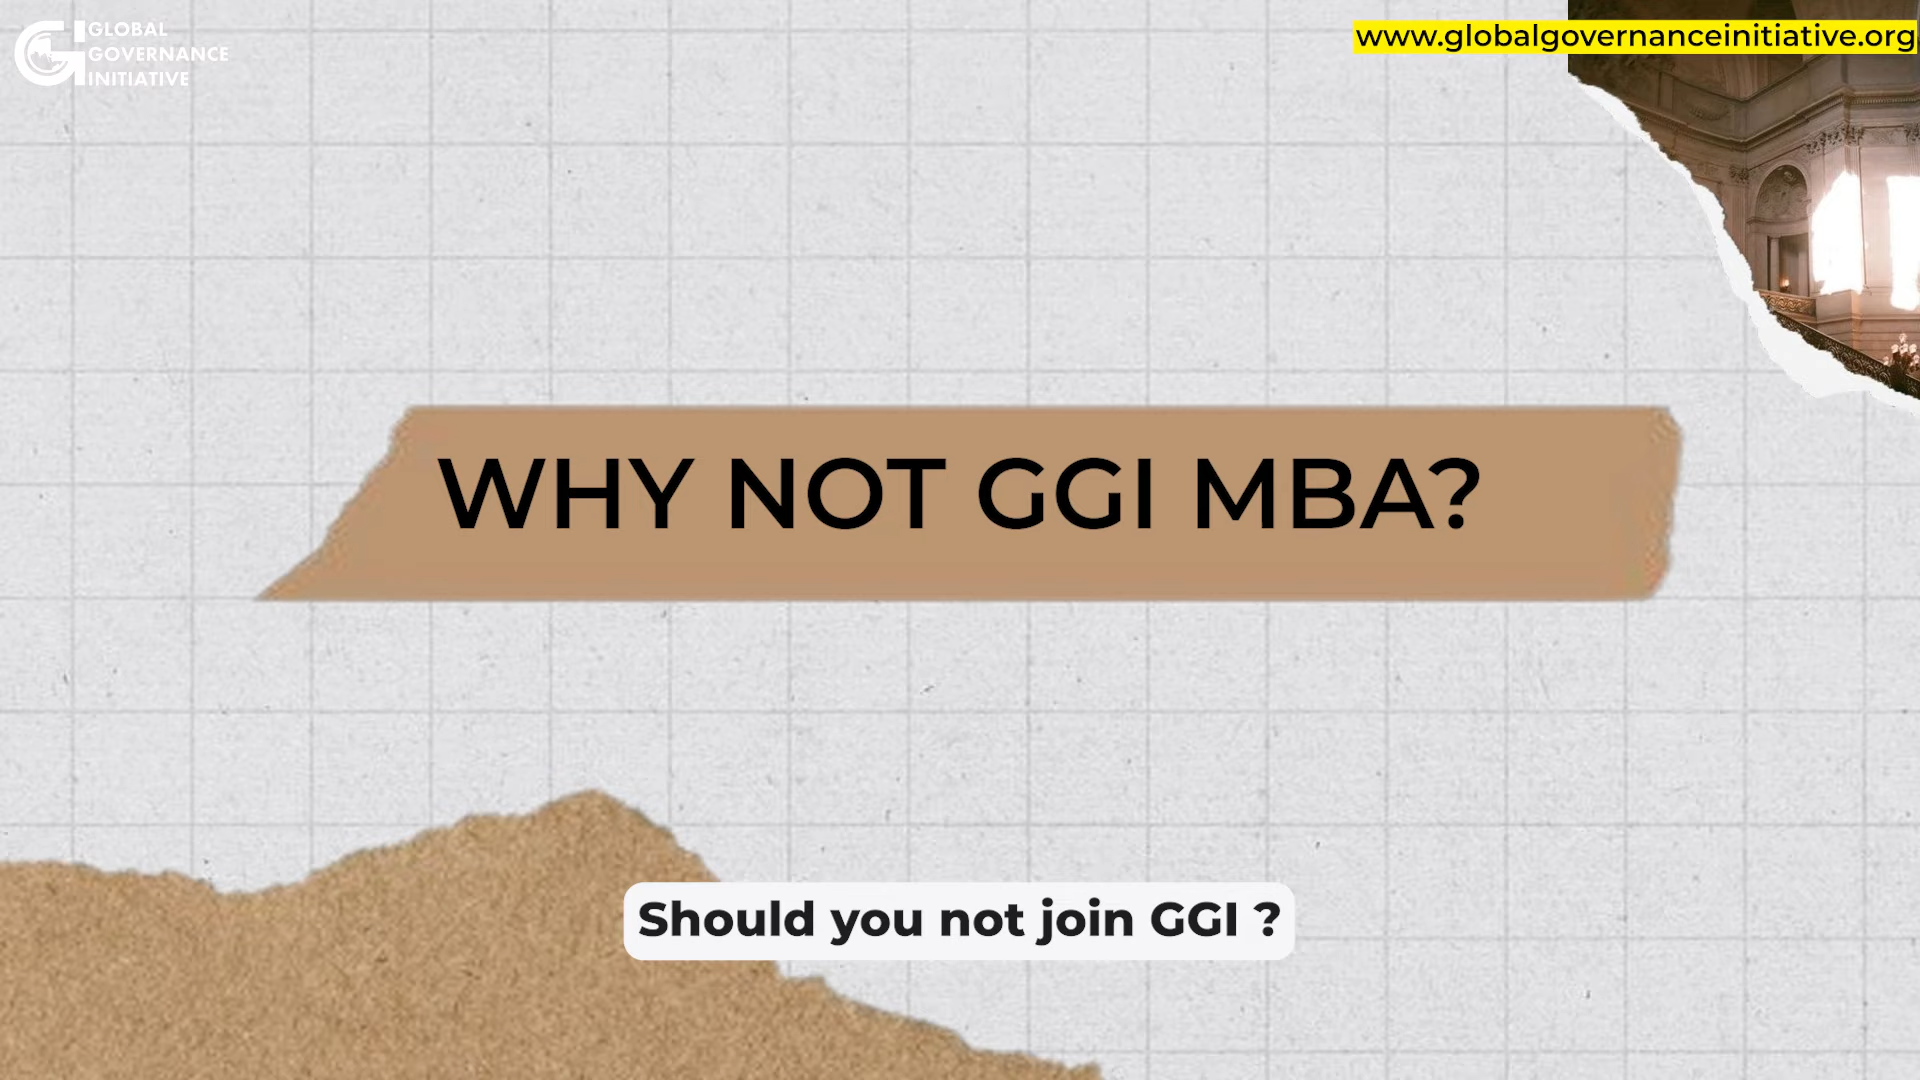 GLOBAL
GOVERNANCE
INITIATIVE
www.globalgovernanceinitiative.org
WHY NOT GGI MBA?
Should you not join GGI ?